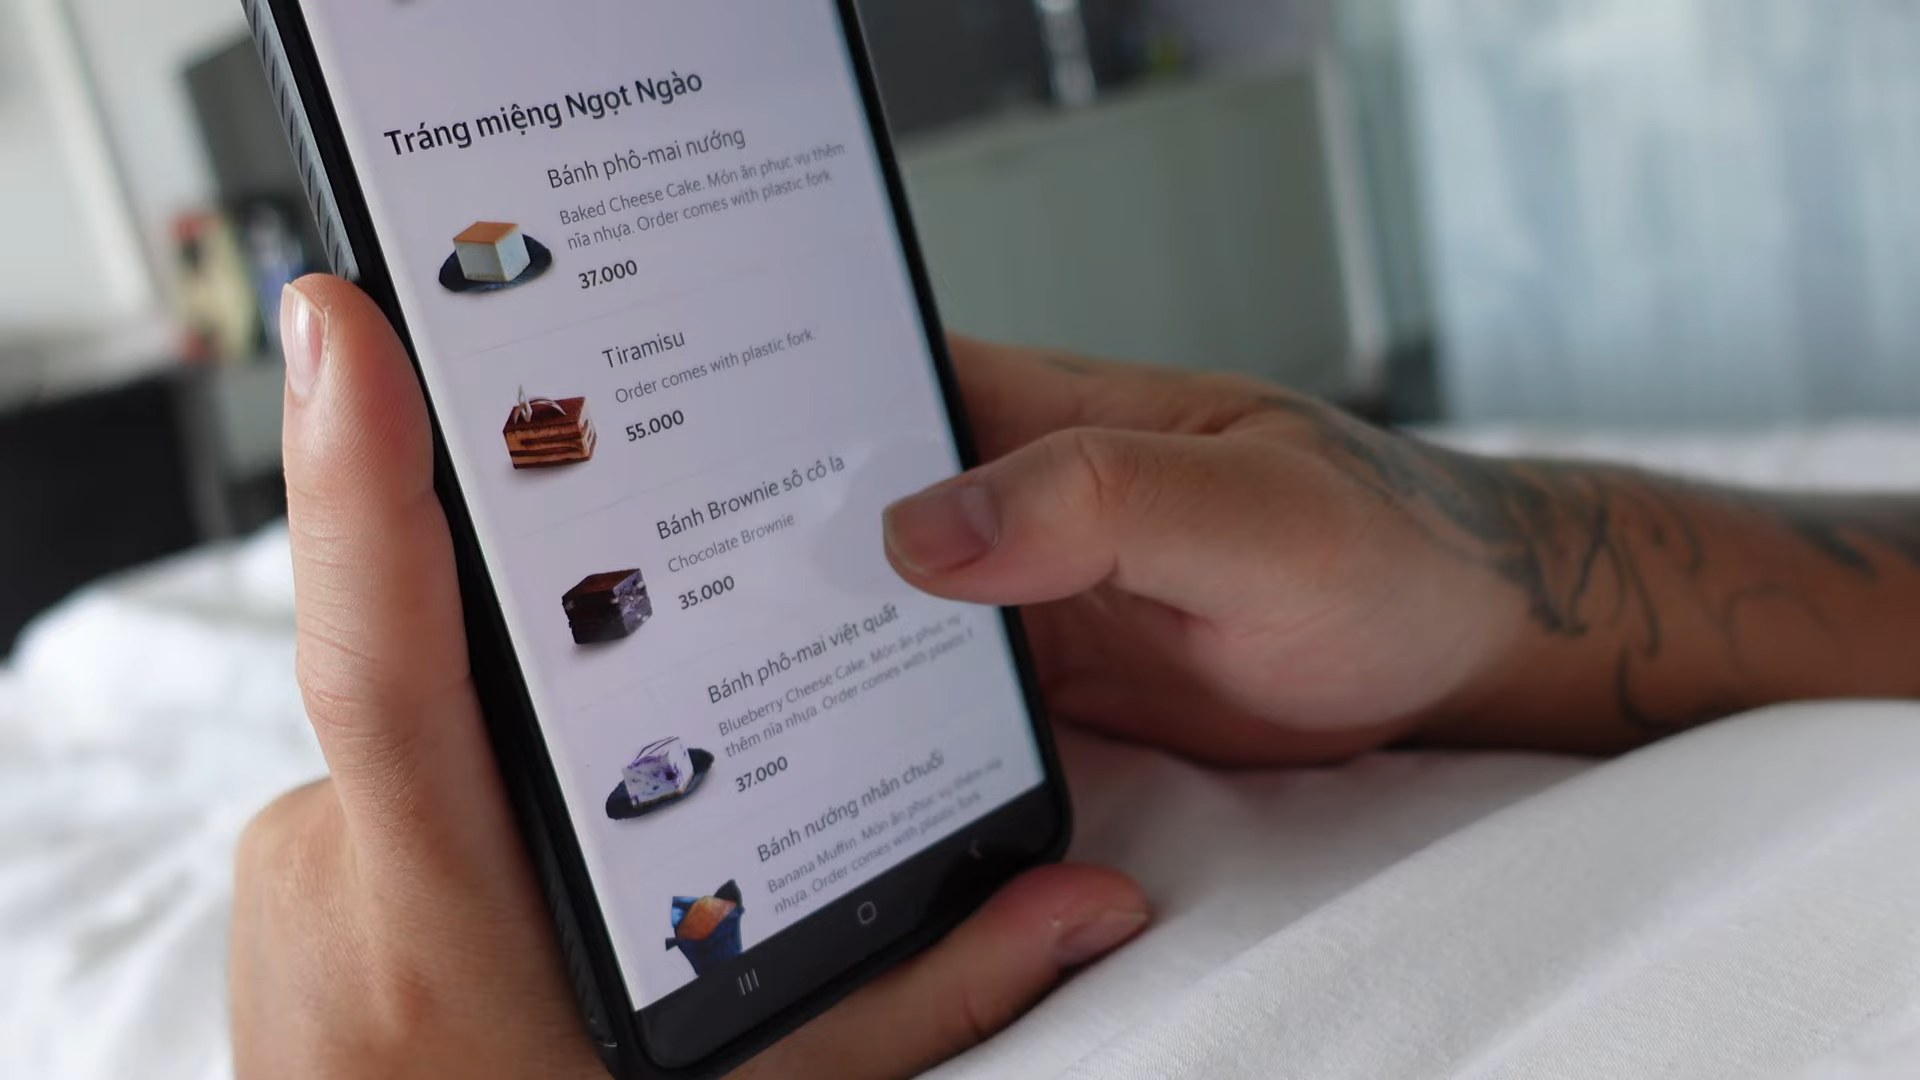 Tráng miệng Ngọt Ngào
Bánh phô-mai nướng
Baked Cheese Cake. Món ăn phục vụ thêm
nĩa nhựa. Order comes with plastic fork
37.000
Tiramisu
Order comes with plastic fork.
55.000
Bánh Brownie sô cô la
Chocolate Brownie
35.000
Bánh phô-mai việt quất
Blueberry Cheese Cake. Món ăn phục vụ
thêm nĩa nhựa. Order comes with plastic f
37.000
Bánh nướng nhân chuối
Banana Muffin. Món ăn phục vụ thêm nĩa
nhựa. Order comes with plastic fork.